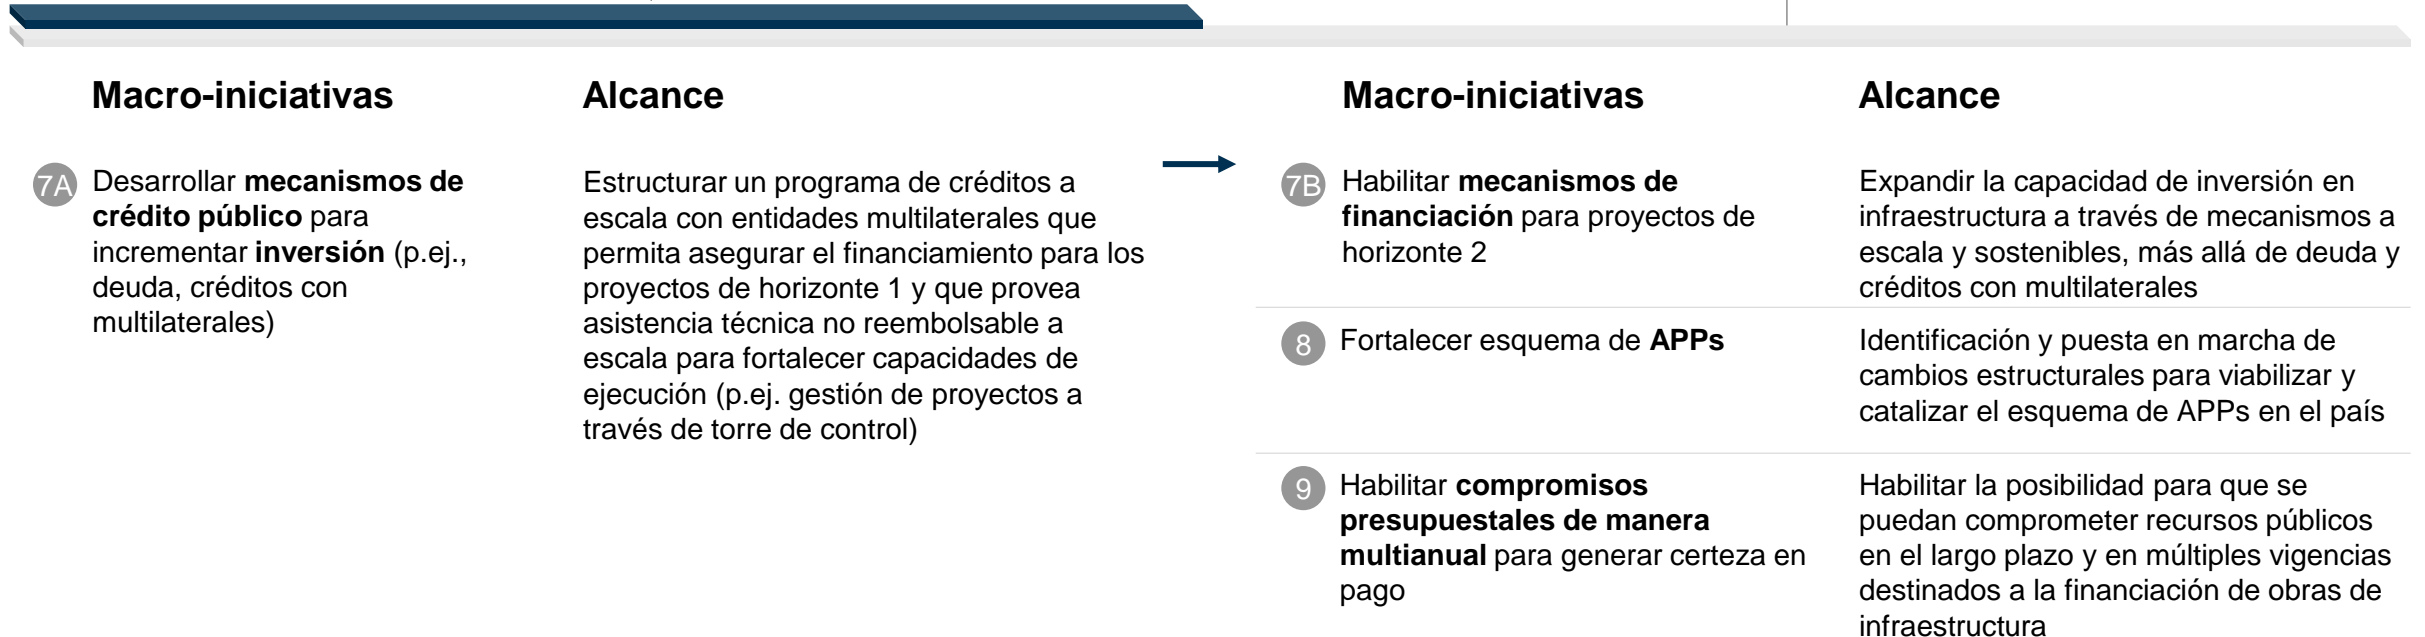 Macro-iniciativas
Alcance
7A
Desarrollar mecanismos de
crédito público para
incrementar inversión (p.ej.,
deuda, créditos con
multilaterales)
Estructurar un programa de créditos a
escala con entidades multilaterales que
permita asegurar el financiamiento para los
proyectos de horizonte 1 y que provea
asistencia técnica no reembolsable a
escala para fortalecer capacidades de
ejecución (p.ej. gestión de proyectos a
través de torre de control)
Macro-iniciativas
Alcance
7B
Habilitar mecanismos de
financiación para proyectos de
horizonte 2
Expandir la capacidad de inversión en
infraestructura a través de mecanismos a
escala y sostenibles, más allá de deuda y
créditos con multilaterales
8
Fortalecer esquema de APPs
Identificación y puesta en marcha de
cambios estructurales para viabilizar y
catalizar el esquema de APPs en el país
9
Habilitar compromisos
presupuestales de manera
multianual para generar certeza en
pago
Habilitar la posibilidad para que se
puedan comprometer recursos públicos
en el largo plazo y en múltiples vigencias
destinados a la financiación de obras de
infraestructura